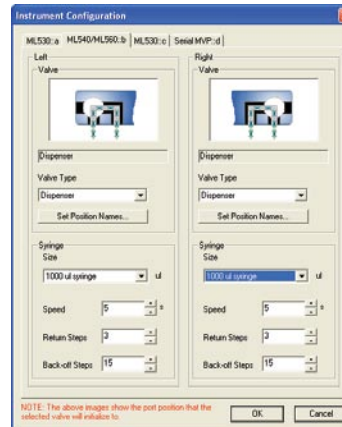 Instrument Configuration
ML530::a ML540/ML560::b ML530::c Serial MVP::d
Left
Valve
Dispenser
Valve Type
Dispenser
Set Position Names...
Syringe
Size
1000 ul syringe ul
Speed 5 s
Return Steps 3
Back-off Steps 15
Right
Valve
Dispenser
Valve Type
Dispenser
Set Position Names...
Syringe
Size
1000 ul syringe ul
Speed 5 s
Return Steps 3
Back-off Steps 15
NOTE: The above images show the port position that the
selected valve will initialize to.
OK Cancel